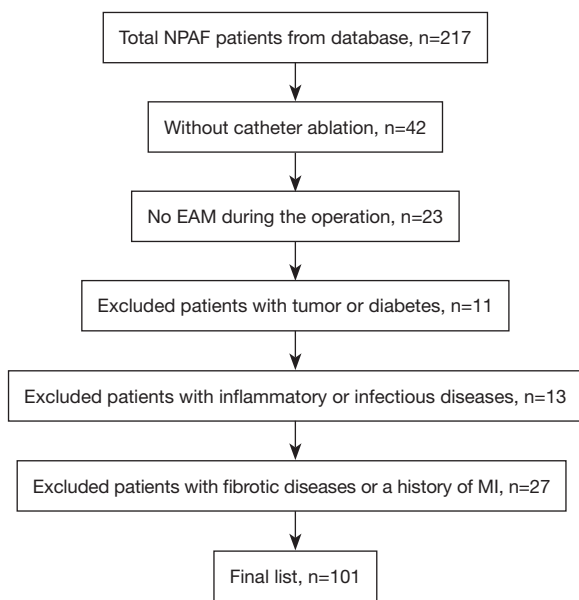 Total NPAF patients from database, n=217
Without catheter ablation, n=42
No EAM during the operation, n=23
Excluded patients with tumor or diabetes, n=11
Excluded patients with inflammatory or infectious diseases, n=13
Excluded patients with fibrotic diseases or a history of MI, n=27
Final list, n=101